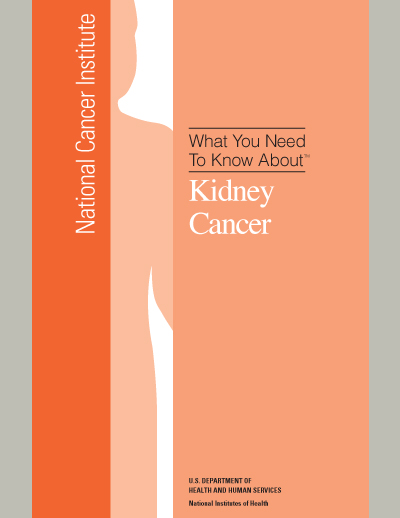 National Cancer Institute
What You Need
To Know About™
Kidney
Cancer
U.S. DEPARTMENT OF
HEALTH AND HUMAN SERVICES
National Institutes of Health